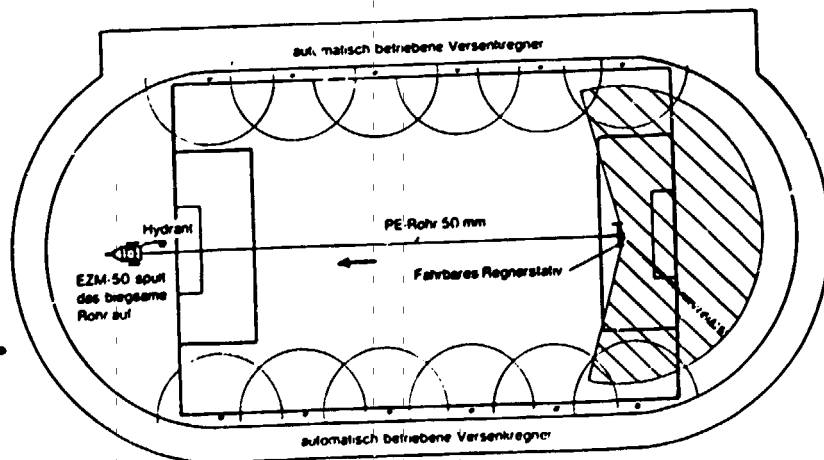 automatisch betriebene Versenkregner
Hydrant
PE-Rohr 50 mm
EZM-50 spult
das biegsame
Rohr auf
Fahrbares Regnerstativ
automatisch betriebene Versenkregner